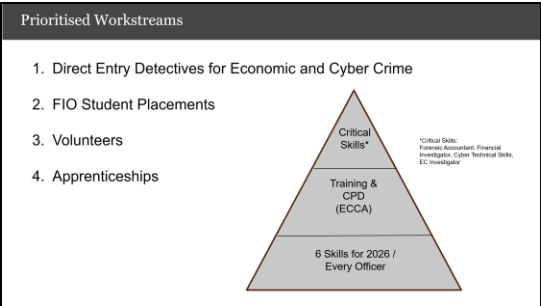 Prioritised Workstreams
1. Direct Entry Detectives for Economic and Cyber Crime
2. FIO Student Placements
3. Volunteers
4. Apprenticeships
Critical
Skills*
*Critical Skills:
Forensic Accountant, Financial
Investigator, Cyber Technical Skills,
EC Investigator
Training &
CPD
(ECCA)
6 Skills for 2026 /
Every Officer